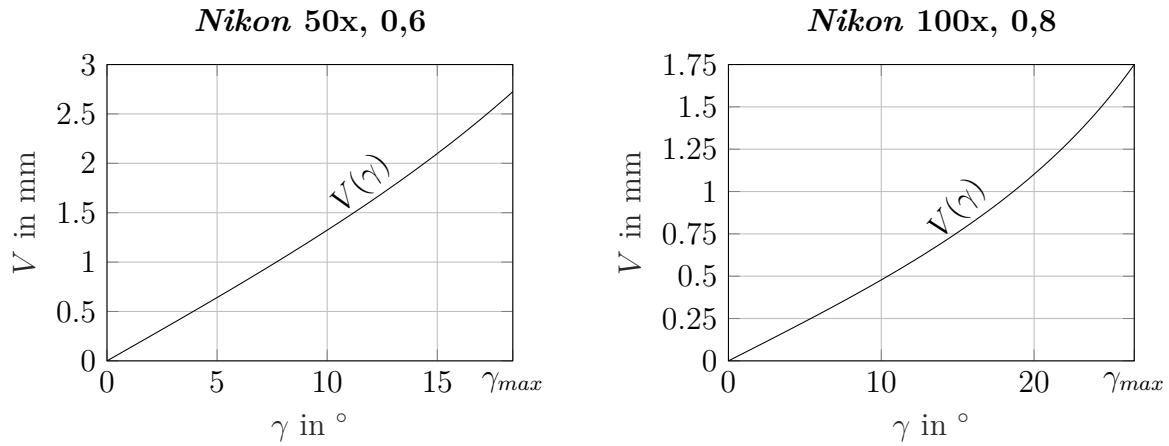 Nikon 50x, 0,6
3
2.5
2
1.5
1
0.5
0
V in mm
V(γ)
0 5 10 15 γmax
γ in °
Nikon 100x, 0,8
1.75
1.5
1.25
1
0.75
0.5
0.25
0
V in mm
V(γ)
0 10 20 γmax
γ in °